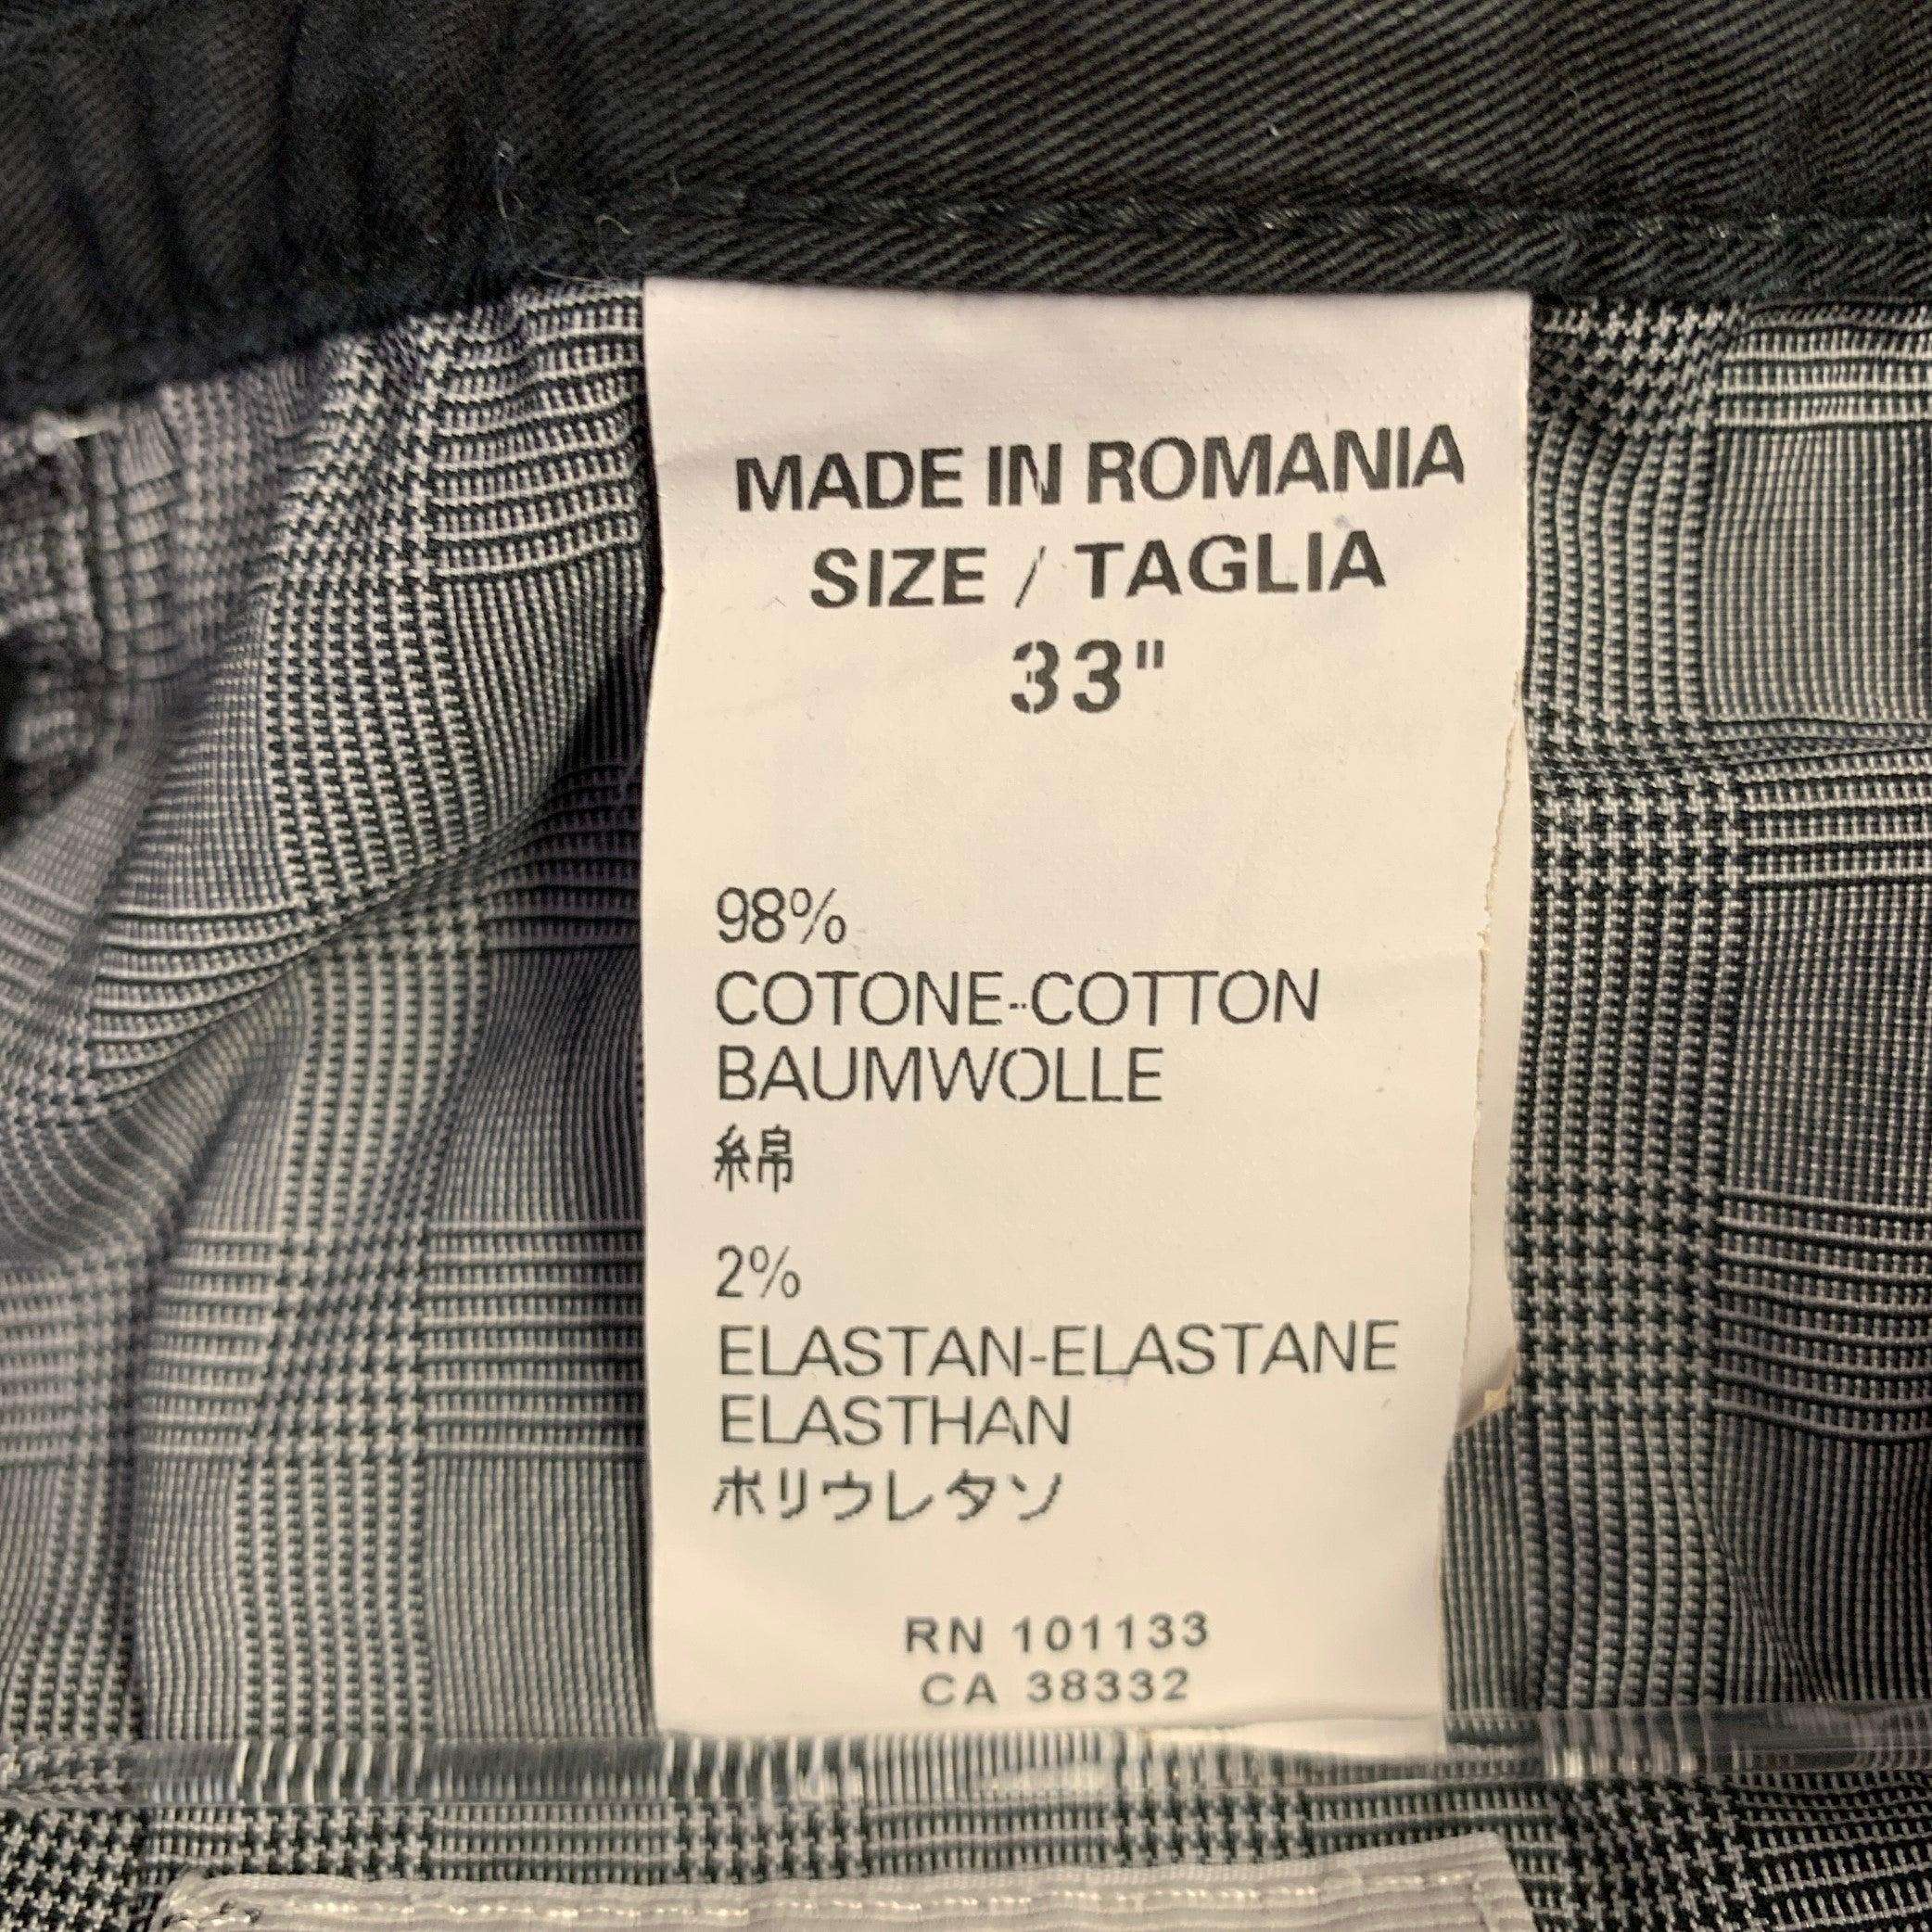 MADE IN ROMANIA
SIZE / TAGLIA
33"
98%
COTONE-COTTON
BAUMWOLLE
綿
2%
ELASTAN-ELASTANE
ELASTHAN
ポリウレタン
RN 101133
CA 38332